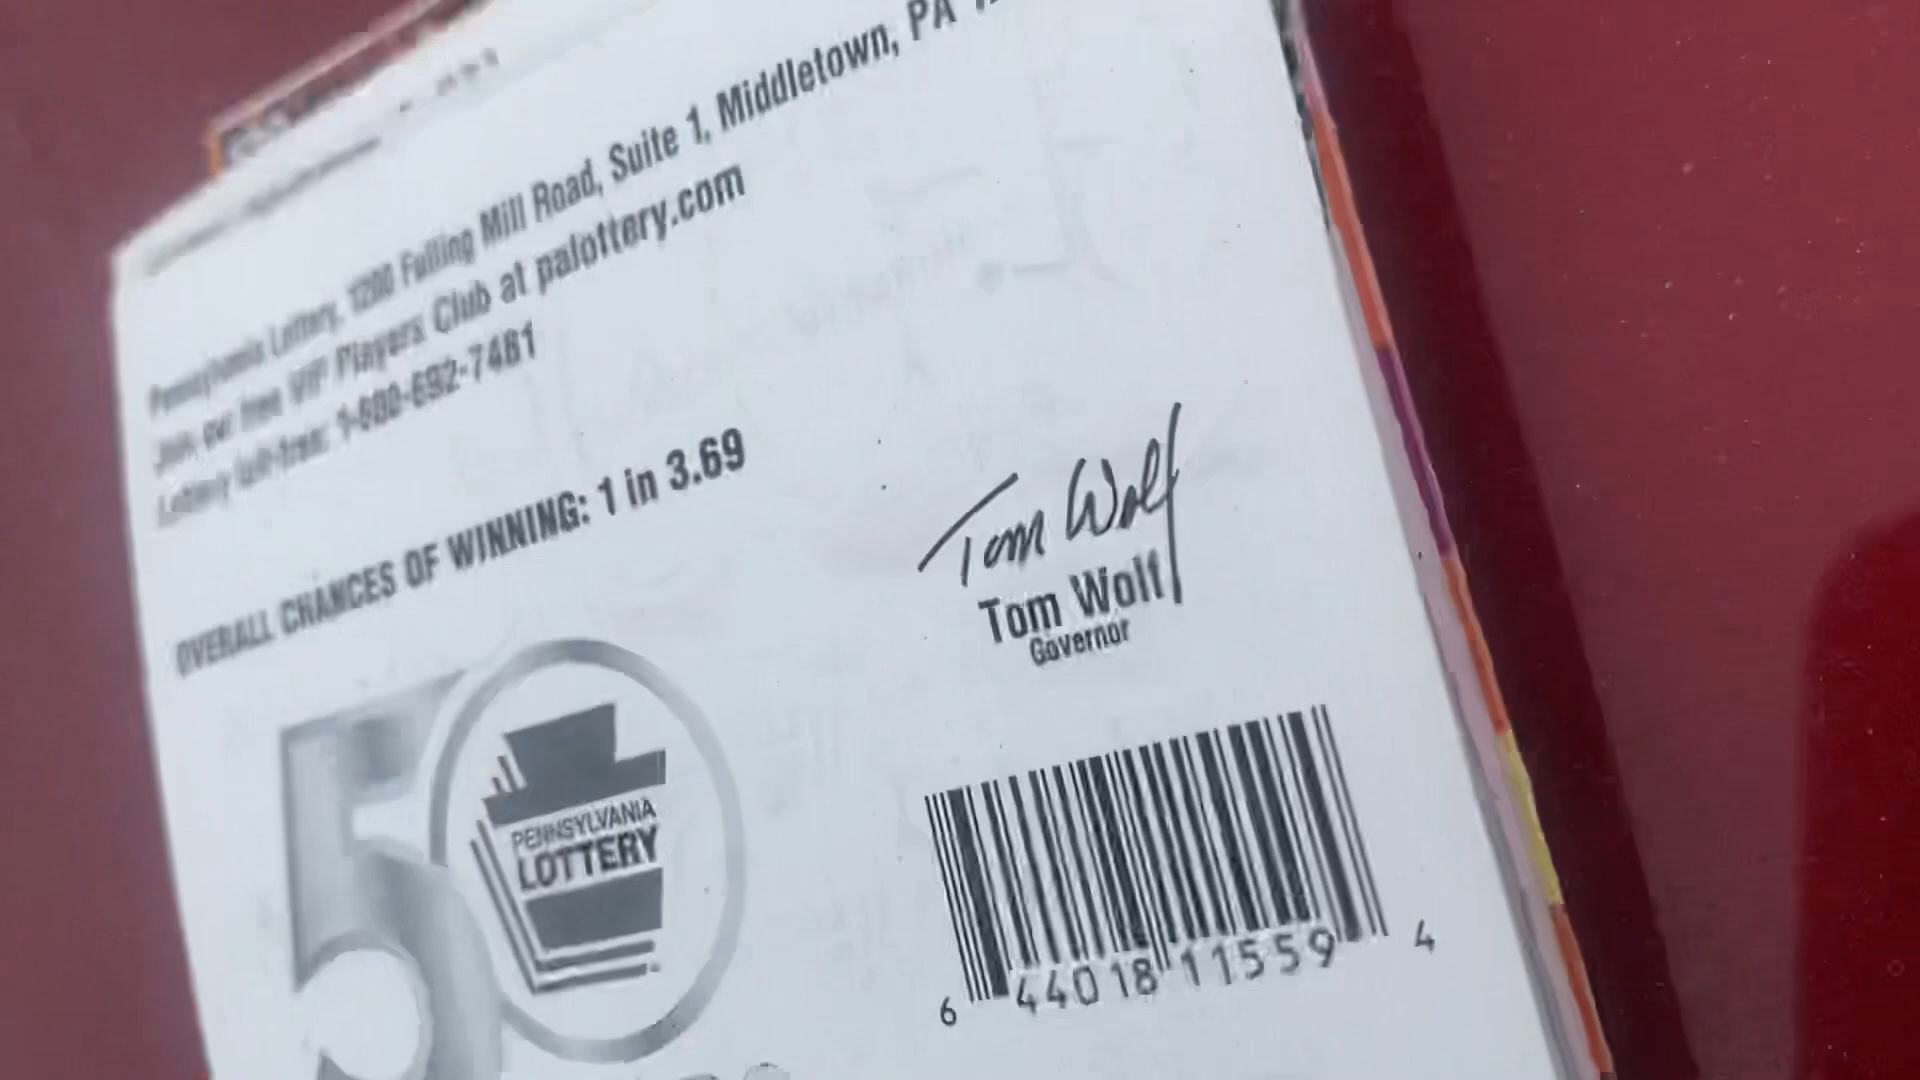 Pennsylvania Lottery, 1200 Fulling Mill Road, Suite 1, Middletown, PA
Join our free VIP Players Club at palottery.com
Lottery toll-free: 1-800-692-7481
OVERALL CHANCES OF WINNING: 1 in 3.69
Tom Wolf
Tom Wolf
Governor
50
PENNSYLVANIA
LOTTERY
6 44018 11559 4